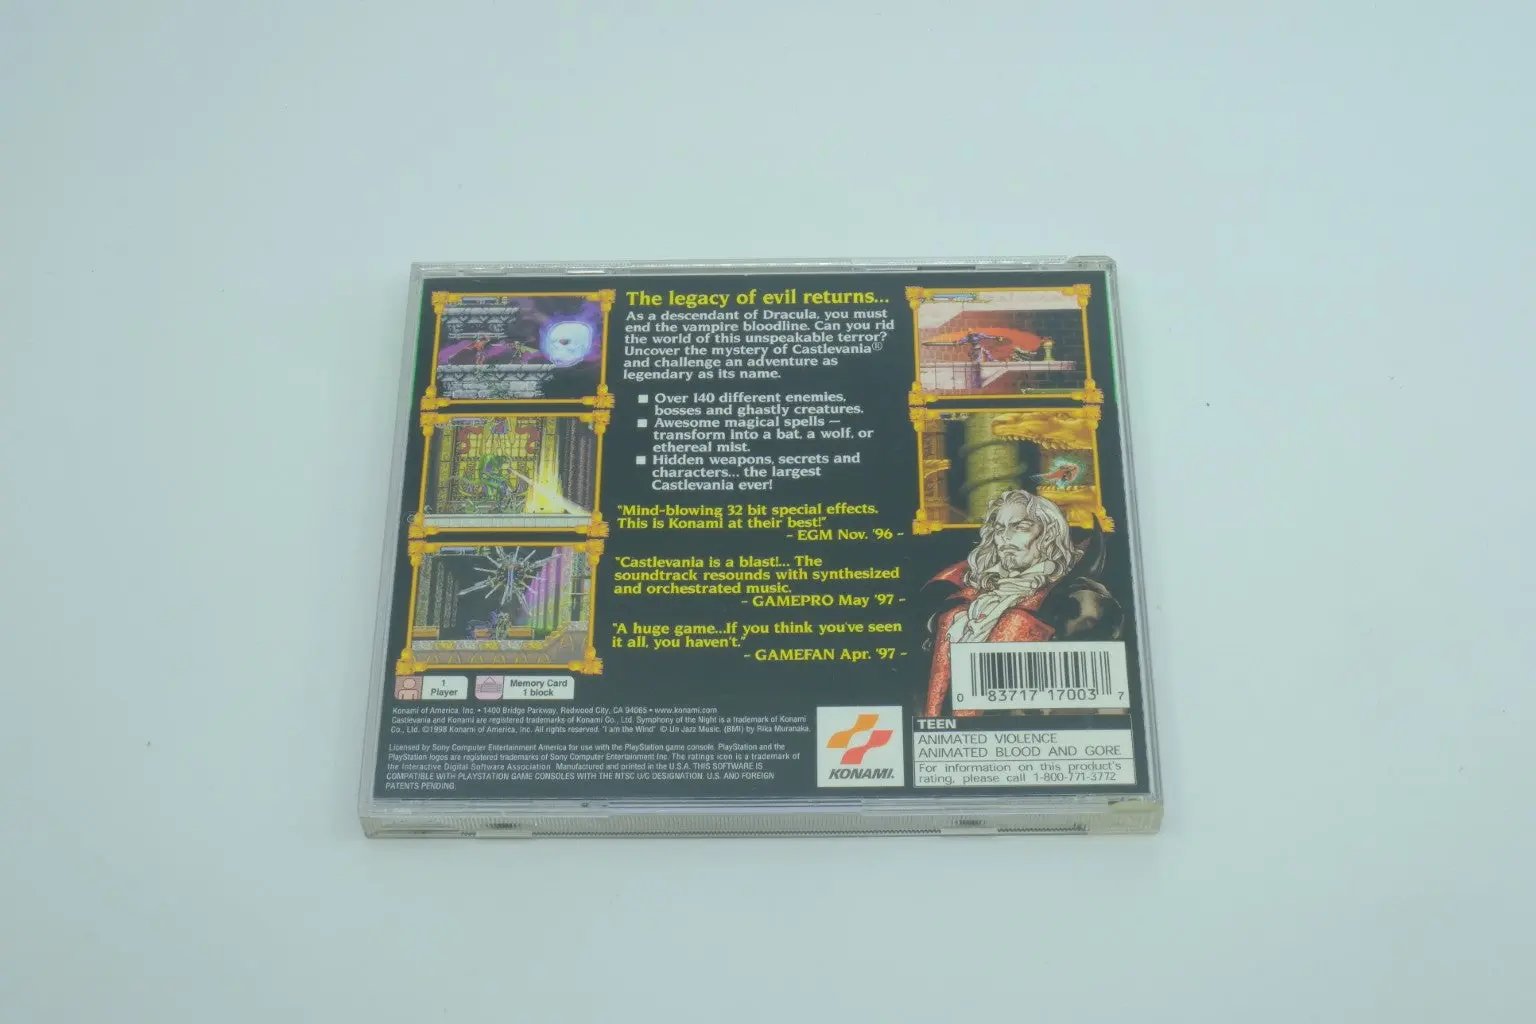 The legacy of evil returns...
As a descendant of Dracula, you must
end the vampire bloodline. Can you rid
the world of this unspeakable terror?
Uncover the mystery of Castlevania®
and challenge an adventure as
legendary as its name.
■ Over 140 different enemies,
bosses and ghastly creatures.
■ Awesome magical spells –
transform into a bat, a wolf, or
ethereal mist.
■ Hidden weapons, secrets and
characters... the largest
Castlevania ever!
"Mind-blowing 32 bit special effects.
This is Konami at their best!"
- EGM Nov. '96 -
"Castlevania is a blast!... The
soundtrack resounds with synthesized
and orchestrated music.
- GAMEPRO May '97 -
"A huge game...If you think you've seen
it all, you haven't."
- GAMEFAN Apr. '97 -
1
Player
Memory Card
1 block
Konami of America, Inc. • 1400 Bridge Parkway, Redwood City, CA 94065 • www.konami.com
Castlevania and Konami are registered trademarks of Konami Co., Ltd. Symphony of the Night is a trademark of Konami
Co., Ltd. ©1998 Konami of America, Inc. All rights reserved. "I am the Wind" © Un Jazz Music. (BMI) by Rika Muranaka.
Licensed by Sony Computer Entertainment America for use with the PlayStation game console. PlayStation and the
PlayStation logos are registered trademarks of Sony Computer Entertainment Inc. The ratings icon is a trademark of
the Interactive Digital Software Association. Manufactured and printed in the U.S.A. THIS SOFTWARE IS
COMPATIBLE WITH PLAYSTATION GAME CONSOLES WITH THE NTSC U/C DESIGNATION. U.S. AND FOREIGN
PATENTS PENDING.
KONAMI.
0 83717 17003 7
TEEN
ANIMATED VIOLENCE
ANIMATED BLOOD AND GORE
For information on this product's
rating, please call 1-800-771-3772